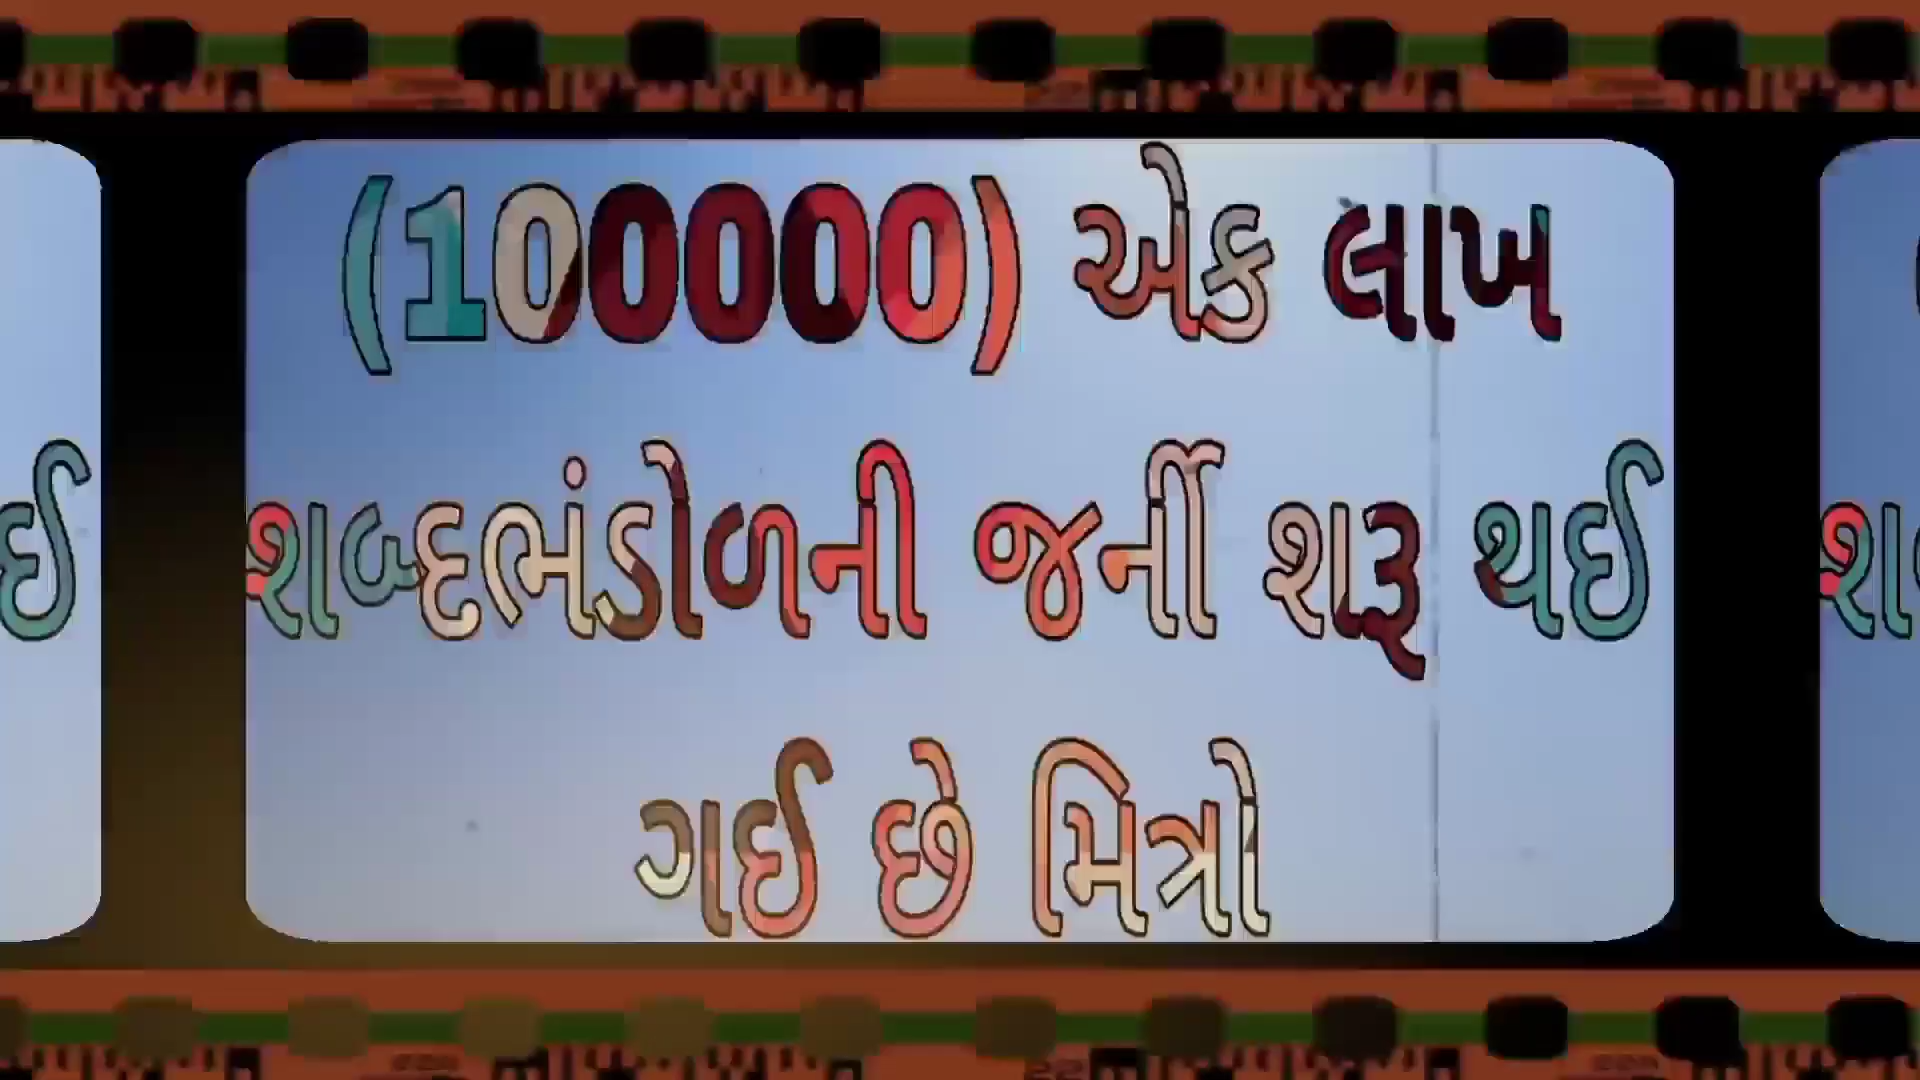 (100000) એક લાખ
શબ્દભંડોળની જર્ની શરૂ થઈ
ગઈ છે મિત્રો